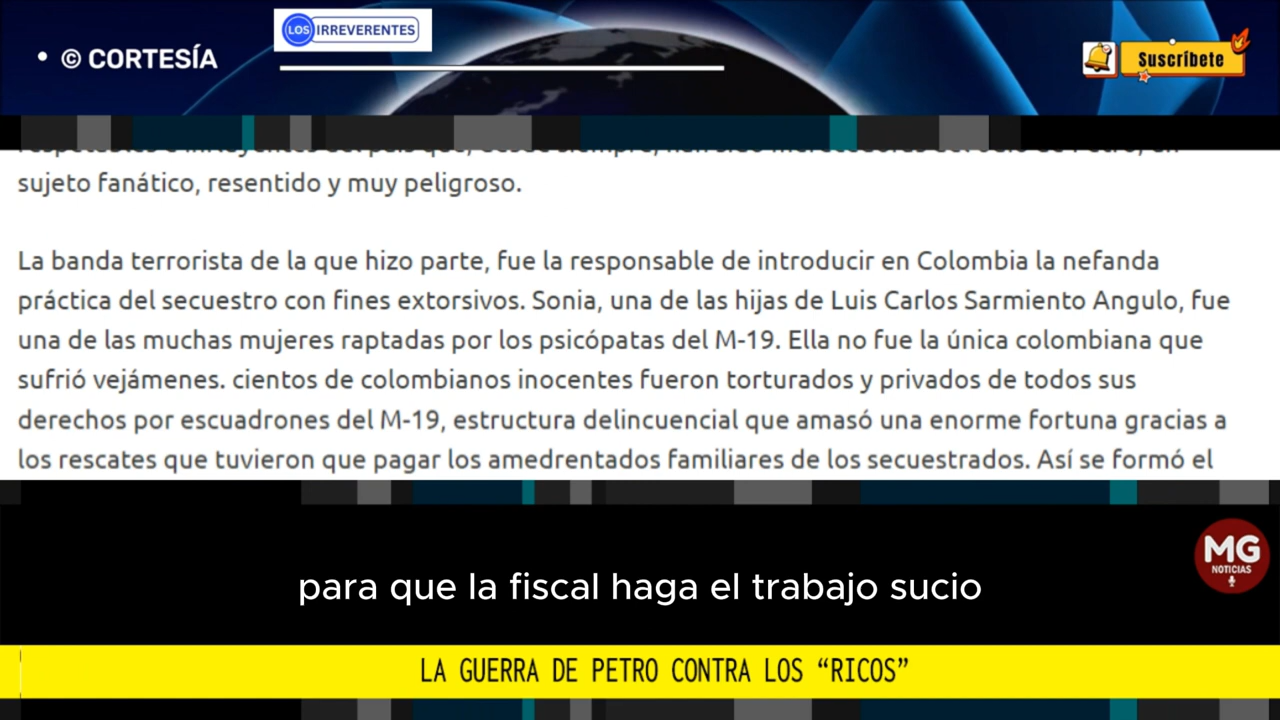 • © CORTESÍA
LOS IRREVERENTES
Suscríbete
sujeto fanático, resentido y muy peligroso.
La banda terrorista de la que hizo parte, fue la responsable de introducir en Colombia la nefanda
práctica del secuestro con fines extorsivos. Sonia, una de las hijas de Luis Carlos Sarmiento Angulo, fue
una de las muchas mujeres raptadas por los psicópatas del M-19. Ella no fue la única colombiana que
sufrió vejámenes. cientos de colombianos inocentes fueron torturados y privados de todos sus
derechos por escuadrones del M-19, estructura delincuencial que amasó una enorme fortuna gracias a
los rescates que tuvieron que pagar los amedrentados familiares de los secuestrados. Así se formó el
MG
NOTICIAS
para que la fiscal haga el trabajo sucio
LA GUERRA DE PETRO CONTRA LOS “RICOS”